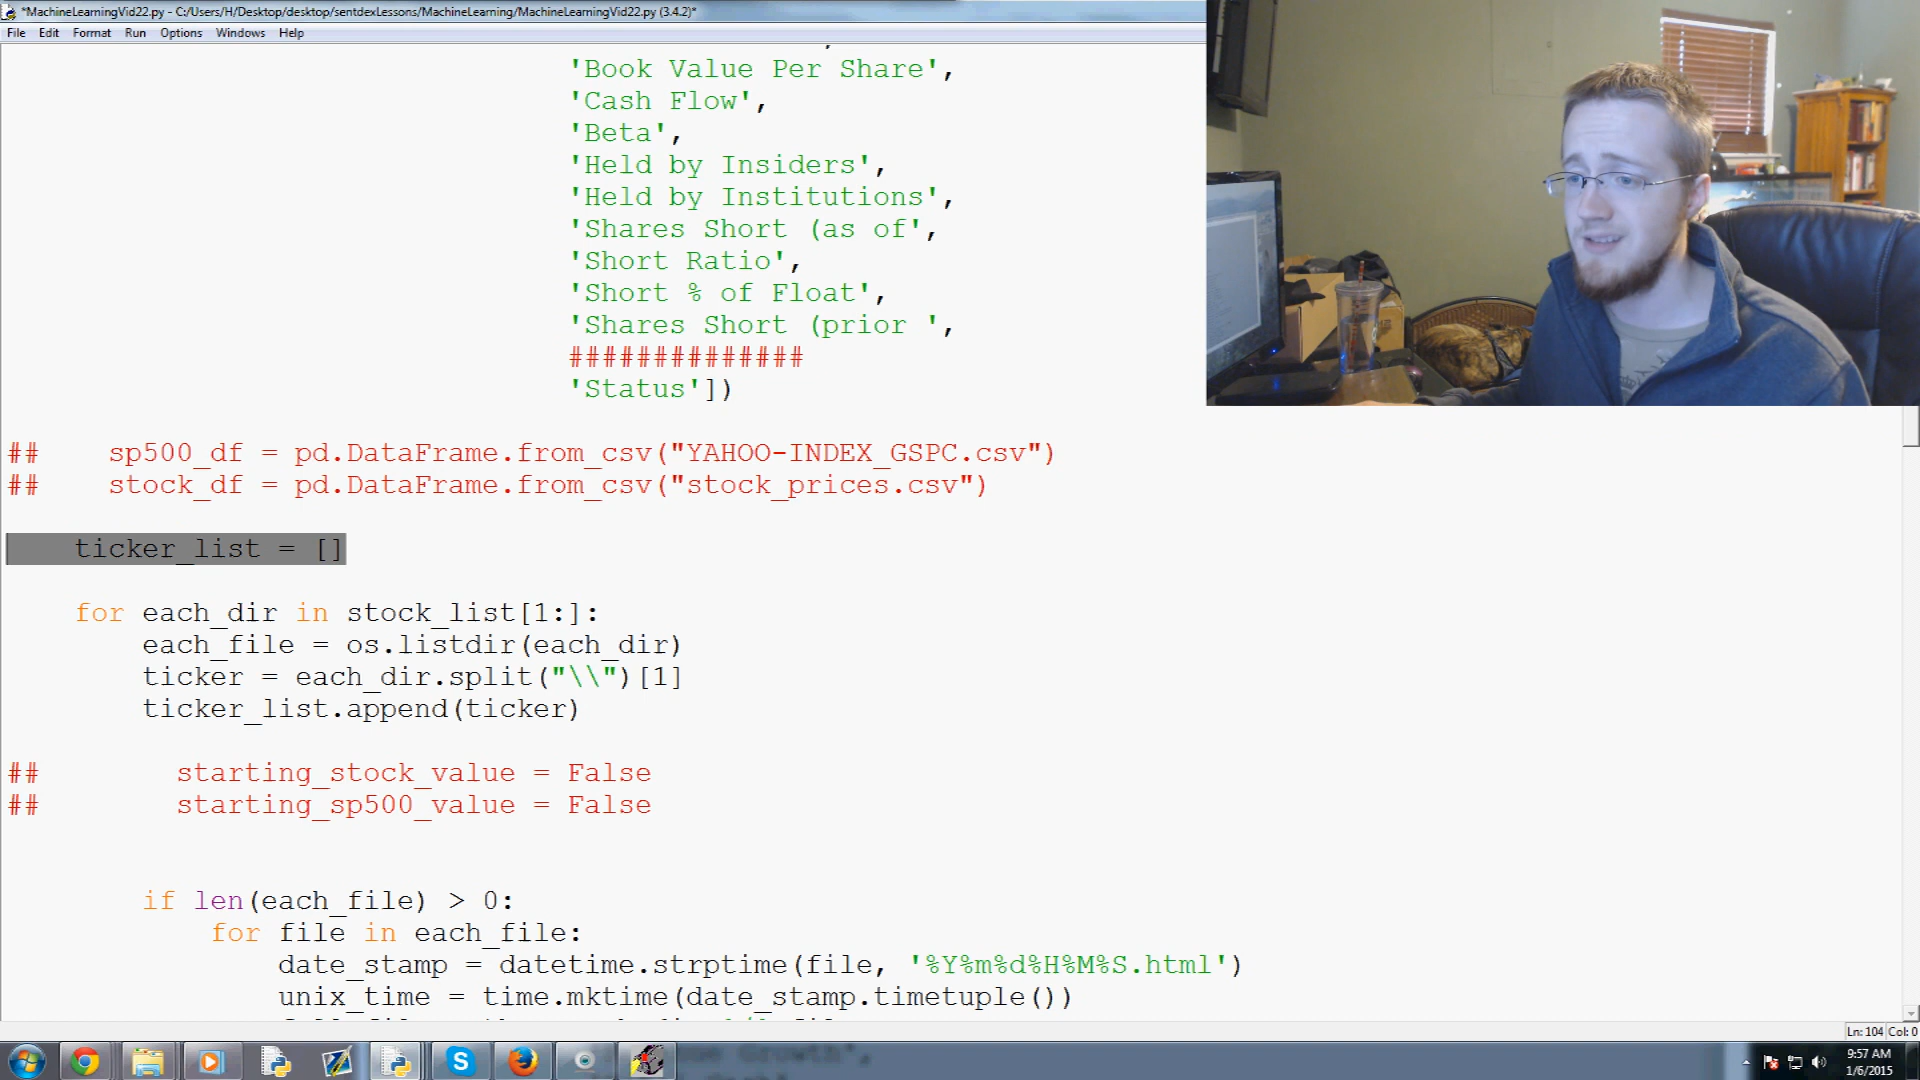 *MachineLearningVid22.py - C:/Users/H/Desktop/desktop/sentdexLessons/MachineLearning/MachineLearningVid22.py (3.4.2)*
File Edit Format Run Options Windows Help
'Book Value Per Share',
'Cash Flow',
'Beta',
'Held by Insiders',
'Held by Institutions',
'Shares Short (as of',
'Short Ratio',
'Short % of Float',
'Shares Short (prior ',
##############
'Status'])
##    sp500_df = pd.DataFrame.from_csv("YAHOO-INDEX_GSPC.csv")
##    stock_df = pd.DataFrame.from_csv("stock_prices.csv")
ticker_list = []
for each_dir in stock_list[1:]:
each_file = os.listdir(each_dir)
ticker = each_dir.split("\\")[1]
ticker_list.append(ticker)
##        starting_stock_value = False
##        starting_sp500_value = False
if len(each_file) > 0:
for file in each_file:
date_stamp = datetime.strptime(file, '%Y%m%d%H%M%S.html')
unix_time = time.mktime(date_stamp.timetuple())
Ln: 104 Col: 0
9:57 AM
1/6/2015